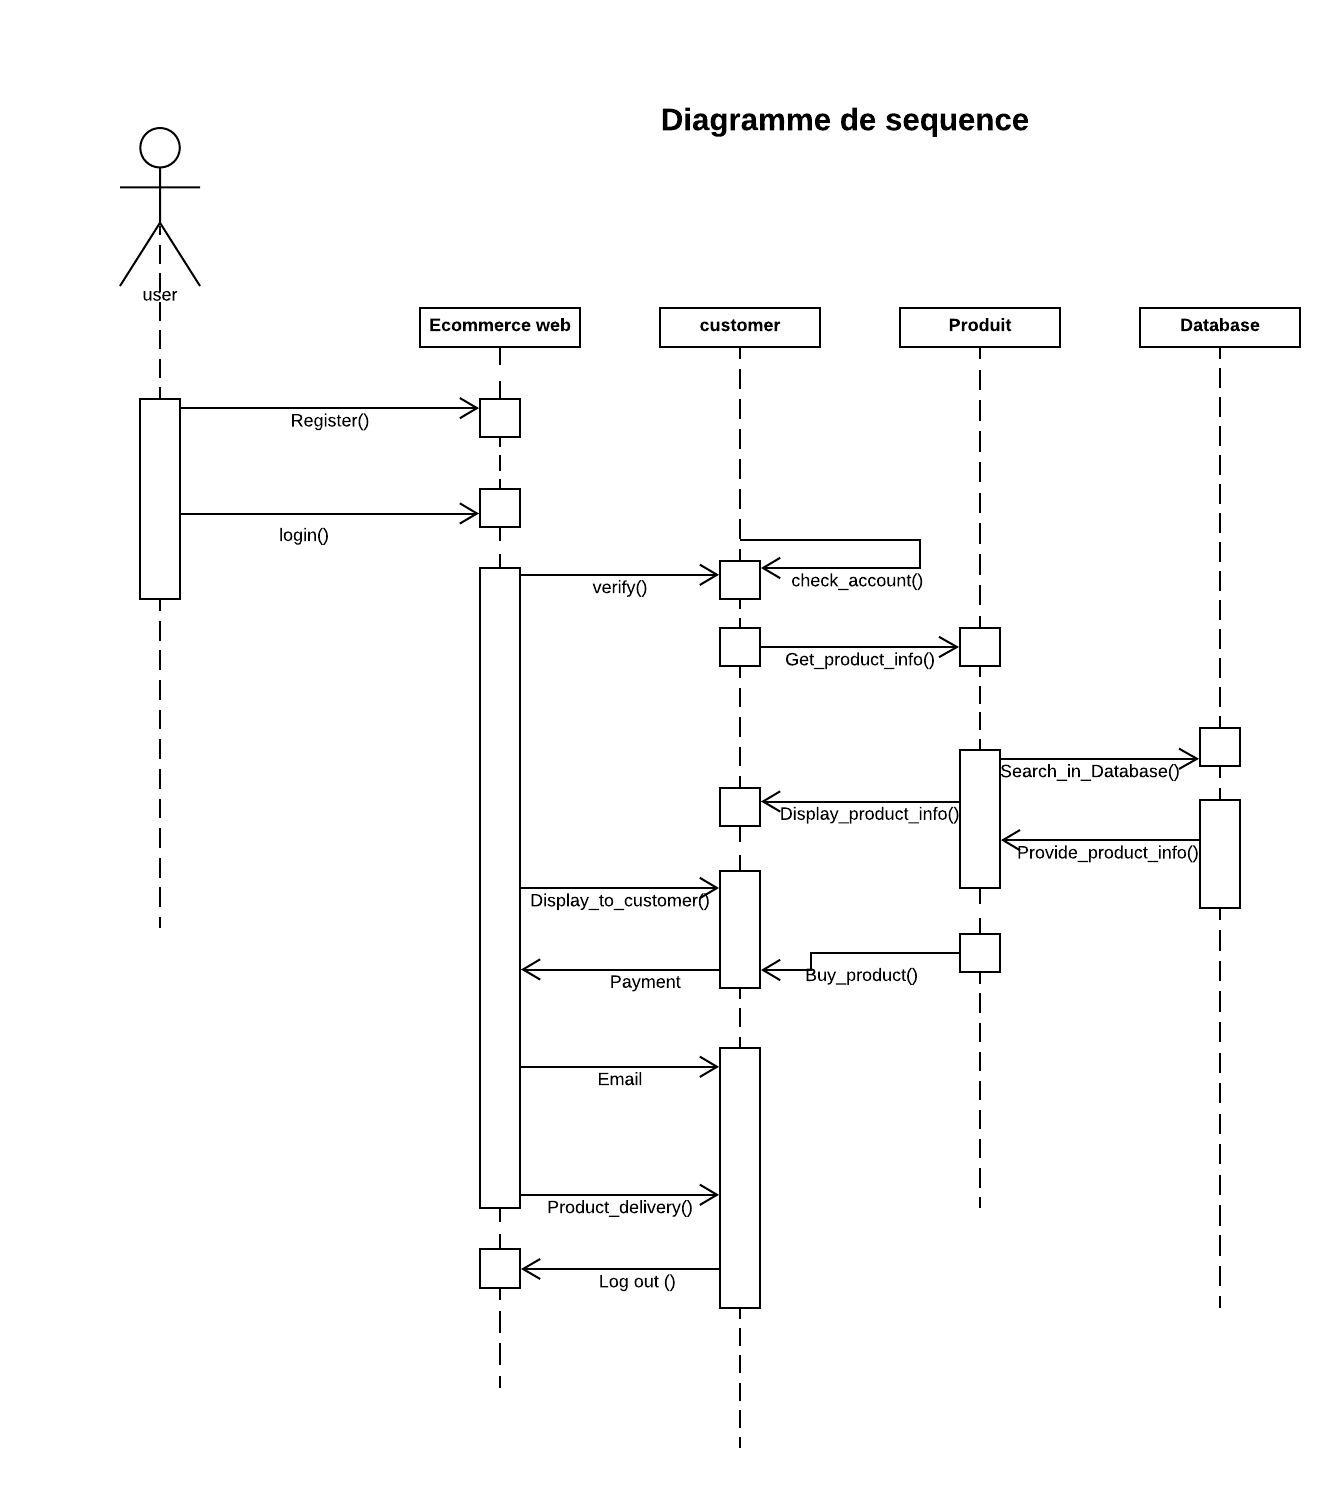 Diagramme de sequence
user
Ecommerce web
customer
Produit
Database
Register()
login()
check_account()
verify()
Get_product_info()
Search_in_Database()
Display_product_info()
Provide_product_info()
Display_to_customer()
Buy_product()
Payment
Email
Product_delivery()
Log out ()